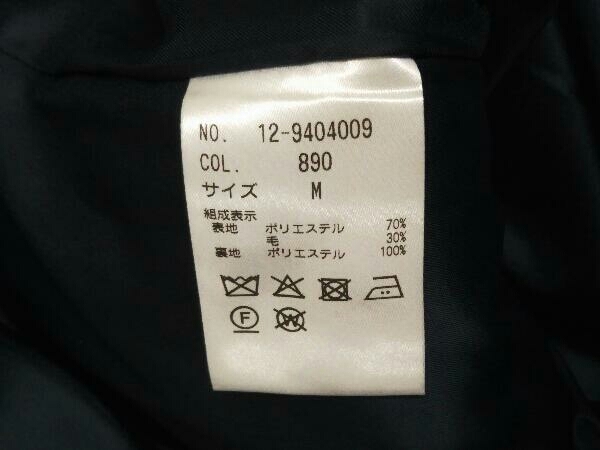 NO. 12-9404009
COL. 890
サイズ M
組成表示
表地 ポリエステル 70%
毛 30%
裏地 ポリエステル 100%
F W